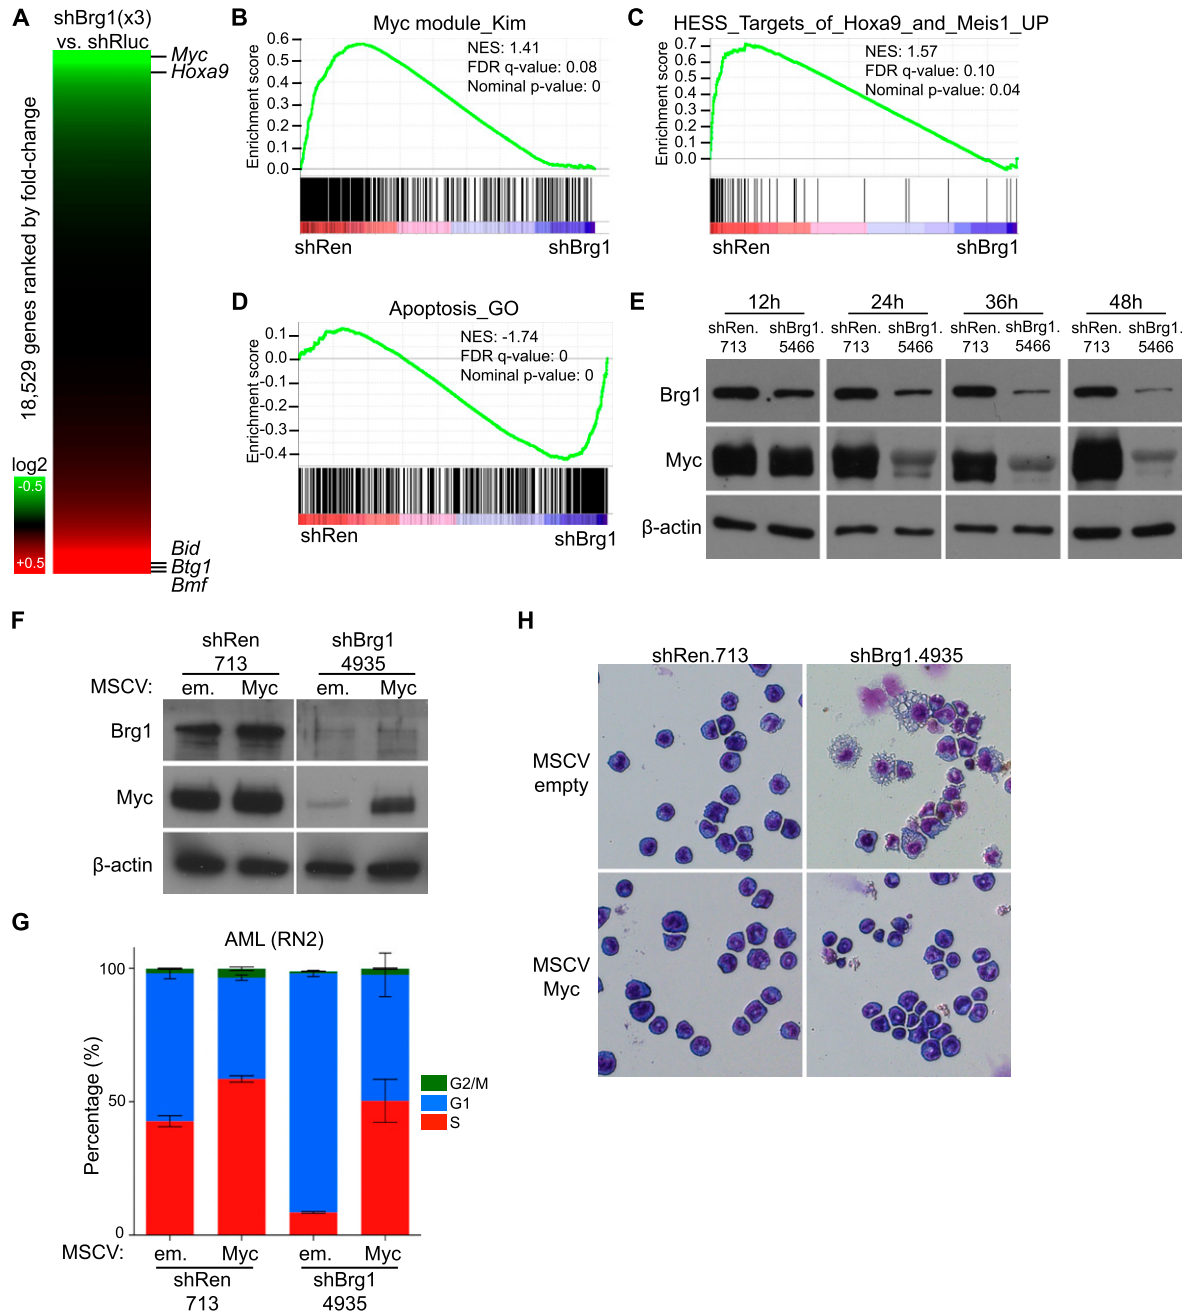 A
shBrg1(x3)
vs. shRluc
Myc
Hoxa9
18,529 genes ranked by fold-change
log2
-0.5
+0.5
Bid
Btg1
Bmf
B
Myc module_Kim
NES: 1.41
FDR q-value: 0.08
Nominal p-value: 0
Enrichment score
0.6
0.5
0.4
0.3
0.2
0.1
0.0
shRen
shBrg1
C
HESS_Targets_of_Hoxa9_and_Meis1_UP
NES: 1.57
FDR q-value: 0.10
Nominal p-value: 0.04
Enrichment score
0.7
0.6
0.5
0.4
0.3
0.2
0.1
0.0
shRen
shBrg1
D
Apoptosis_GO
NES: -1.74
FDR q-value: 0
Nominal p-value: 0
Enrichment score
0.1
0.0
-0.1
-0.2
-0.3
-0.4
shRen
shBrg1
E
12h 24h 36h 48h
shRen. shBrg1. shRen. shBrg1. shRen. shBrg1. shRen. shBrg1.
713 5466 713 5466 713 5466 713 5466
Brg1
Myc
β-actin
F
shRen shBrg1
713 4935
MSCV: em. Myc em. Myc
Brg1
Myc
β-actin
G
AML (RN2)
Percentage (%)
100
50
0
G2/M
G1
S
MSCV: em. Myc em. Myc
shRen shBrg1
713 4935
H
shRen.713 shBrg1.4935
MSCV
empty
MSCV
Myc